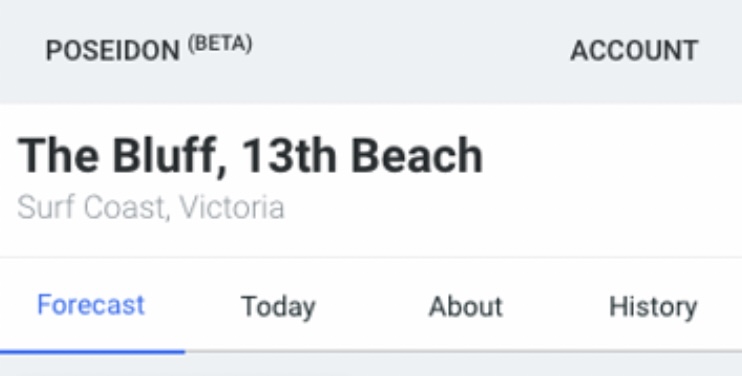 POSEIDON (BETA) ACCOUNT
The Bluff, 13th Beach
Surf Coast, Victoria
Forecast Today About History